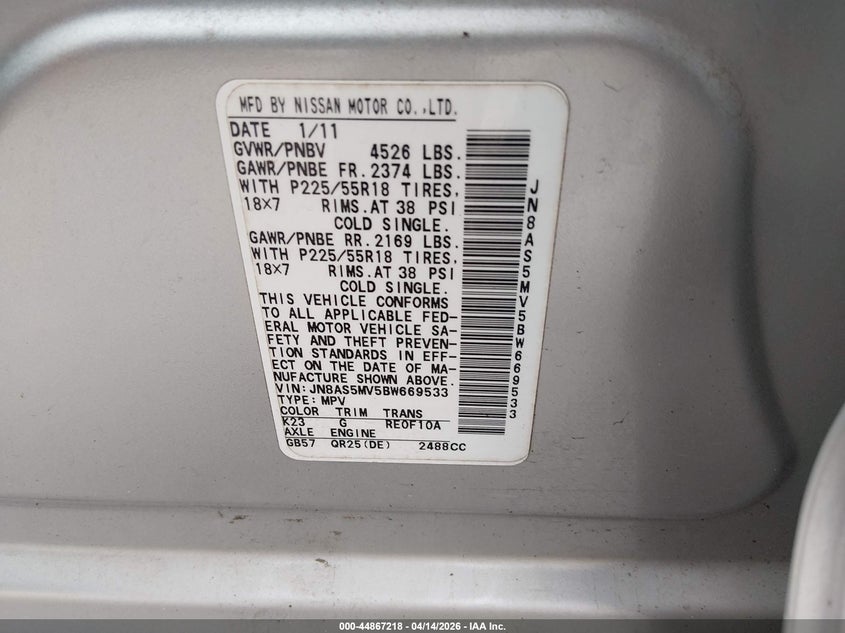 MFD BY NISSAN MOTOR CO.,LTD.
DATE 1/11
GVWR/PNBV 4526 LBS.
GAWR/PNBE FR. 2374 LBS.
WITH P225/55R18 TIRES,
18X7 RIMS.AT 38 PSI
COLD SINGLE.
GAWR/PNBE RR. 2169 LBS.
WITH P225/55R18 TIRES,
18X7 RIMS.AT 38 PSI
COLD SINGLE.
THIS VEHICLE CONFORMS
TO ALL APPLICABLE FED-
ERAL MOTOR VEHICLE SA-
FETY AND THEFT PREVEN-
TION STANDARDS IN EFF-
ECT ON THE DATE OF MA-
NUFACTURE SHOWN ABOVE.
VIN: JN8AS5MV5BW669533
TYPE: MPV
COLOR TRIM TRANS
K23 G RE0F10A
AXLE ENGINE
GB57 QR25(DE) 2488CC
JN8AS5MV5BW669533
000-44867218 - 04/14/2026 - IAA Inc.